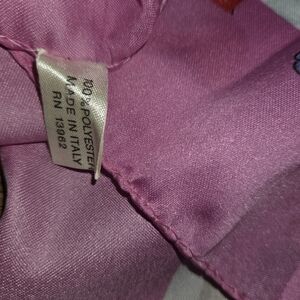 100% POLYESTER
MADE IN ITALY
RN 13962